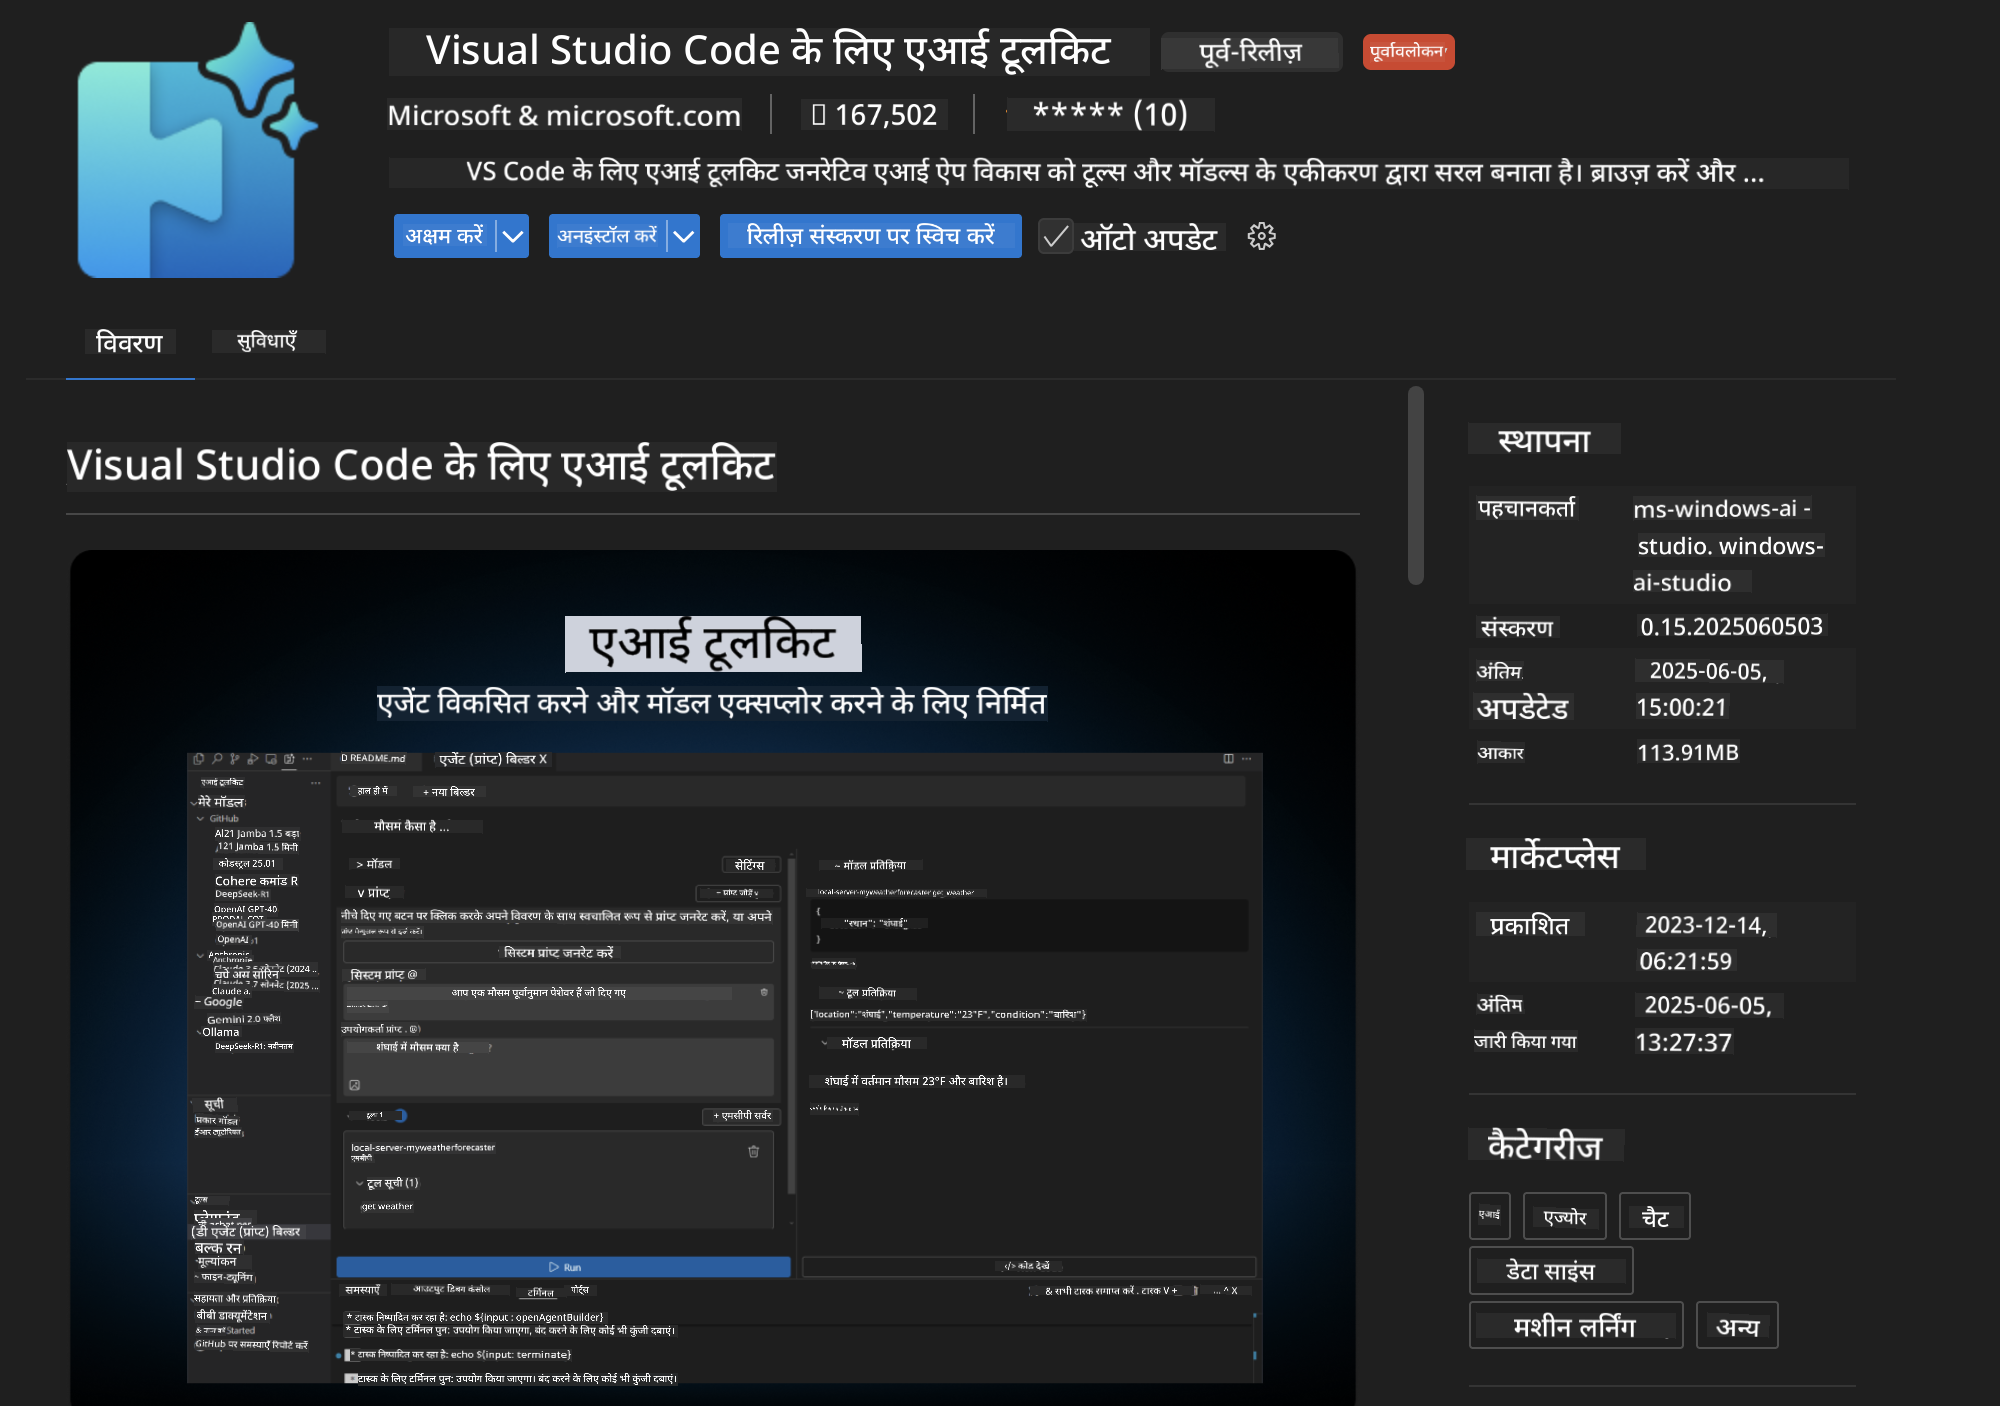 Visual Studio Code के लिए एआई टूलकिट
पूर्व-रिलीज़
पूर्वावलोकन
Microsoft & microsoft.com
167,502
***** (10)
VS Code के लिए एआई टूलकिट जनरेटिव एआई ऐप विकास को टूल्स और मॉडल्स के एकीकरण द्वारा सरल बनाता है। ब्राउज़ करें और ...
अक्षम करें
अनइंस्टॉल करें
रिलीज़ संस्करण पर स्विच करें
ऑटो अपडेट
विवरण
सुविधाएँ
Visual Studio Code के लिए एआई टूलकिट
एआई टूलकिट
एजेंट विकसित करने और मॉडल एक्सप्लोर करने के लिए निर्मित
README.md
एजेंट (प्रांप्ट) बिल्डर X
एआई टूलकिट
मेरे मॉडल
GitHub
AI21 Jamba 1.5 बड़ा
121 Jamba 1.5 मिनी
कोडस्ट्रल 25.01
Cohere कमांड R
DeepSeek-R1
OpenAI GPT-4O
OpenAI GPT-4O मिनी
OpenAI
Google
Gemini 2.0 फ्लैश
Ollama
DeepSeek-R1: नवीनतम
सूची
(डी एजेंट (प्रांप्ट) बिल्डर
बल्क रन
मूल्यांकन
फाइन-ट्यूनिंग
सहायता और प्रतिक्रिया
बीबी डाक्यूमेंटेशन
Started
GitHub पर समस्याएँ रिपोर्ट करें
हाल ही में
+ नया बिल्डर
मौसम कैसा है ...
> मॉडल
सेटिंग्स
v प्रांप्ट
नीचे दिए गए बटन पर क्लिक करके अपने विवरण के साथ स्वचालित रूप से प्रांप्ट जनरेट करें, या अपने
सिस्टम प्रांप्ट जनरेट करें
सिस्टम प्रांप्ट @
आप एक मौसम पूर्वानुमान पेशेवर हैं जो दिए गए
उपयोगकर्ता प्रांप्ट . @
शंघाई में मौसम क्या है
+ एमसीपी सर्वर
local-server-myweatherforecaster
टूल सूची (1)
get weather
Run
~ मॉडल प्रतिक्रिया
local-server-myweatherforecaster get_weather
{
"स्थान": "शंघाई"
}
~ टूल प्रतिक्रिया
["location":"शंघाई","temperature":"23"F","condition":"बारिश"}
मॉडल प्रतिक्रिया
शंघाई में वर्तमान मौसम 23°F और बारिश है।
</> कोड देखें
समस्याएँ
आउटपुट डिबग कंसोल
टर्मिनल
पोर्ट्स
& सभी टास्क समाप्त करें . टास्क V +
... ^ X
* टास्क निष्पादित कर रहा है: echo ${input : openAgentBuilder}
* टास्क के लिए टर्मिनल पुन: उपयोग किया जाएगा, बंद करने के लिए कोई भी कुंजी दबाएं।
* टास्क निष्पादित कर रहा है: echo ${input: terminate}
टास्क के लिए टर्मिनल पुन: उपयोग किया जाएगा। बंद करने के लिए कोई भी कुंजी दबाएं।
स्थापना
पहचानकर्ता
ms-windows-ai -
studio. windows-
ai-studio
संस्करण
0.15.2025060503
अंतिम
2025-06-05,
अपडेटेड
15:00:21
आकार
113.91MB
मार्केटप्लेस
प्रकाशित
2023-12-14,
06:21:59
अंतिम
2025-06-05,
जारी किया गया
13:27:37
कैटेगरीज
एआई
एज्योर
चैट
डेटा साइंस
मशीन लर्निंग
अन्य